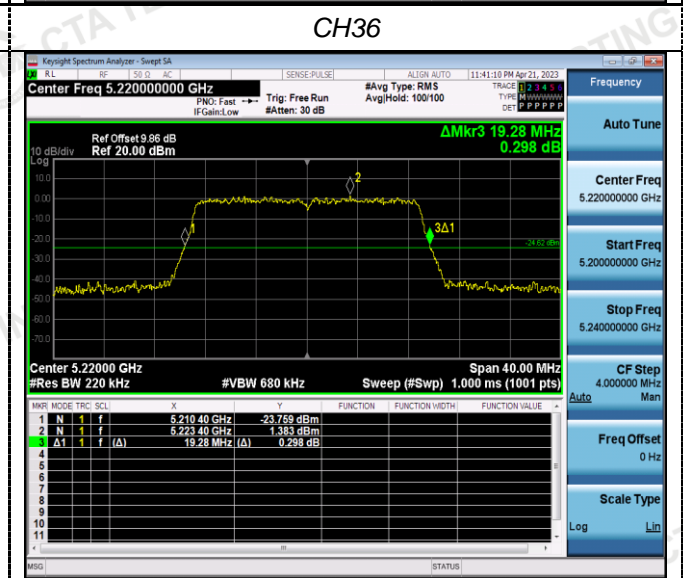 CH36
Keysight Spectrum Analyzer - Swept SA
RL RF 50 Ω AC SENSE:PULSE ALIGN AUTO 11:41:10 PM Apr 21, 2023
Center Freq 5.220000000 GHz
PNO: Fast
IFGain:Low
Trig: Free Run
#Atten: 30 dB
#Avg Type: RMS
Avg|Hold: 100/100
TRACE 1 2 3 4 5 6
TYPE M
DET P P P P P P
Ref Offset 9.86 dB
Ref 20.00 dBm
10 dB/div
Log
ΔMkr3 19.28 MHz
0.298 dB
10.0
0.00
-10.0
-20.0
-30.0
-40.0
-50.0
-60.0
-70.0
2
3Δ1
-24.62 dBm
Center 5.22000 GHz Span 40.00 MHz
#Res BW 220 kHz #VBW 680 kHz Sweep (#Swp) 1.000 ms (1001 pts)
MKR MODE TRC SCL X Y FUNCTION FUNCTION WIDTH FUNCTION VALUE
1 N 1 f 5.210 40 GHz -23.759 dBm
2 N 1 f 5.223 40 GHz 1.383 dBm
3 Δ1 1 f (Δ) 19.28 MHz (Δ) 0.298 dB
4
5
6
7
8
9
10
11
MSG STATUS
Frequency
Auto Tune
Center Freq
5.220000000 GHz
Start Freq
5.200000000 GHz
Stop Freq
5.240000000 GHz
CF Step
4.000000 MHz
Auto Man
Freq Offset
0 Hz
Scale Type
Log Lin